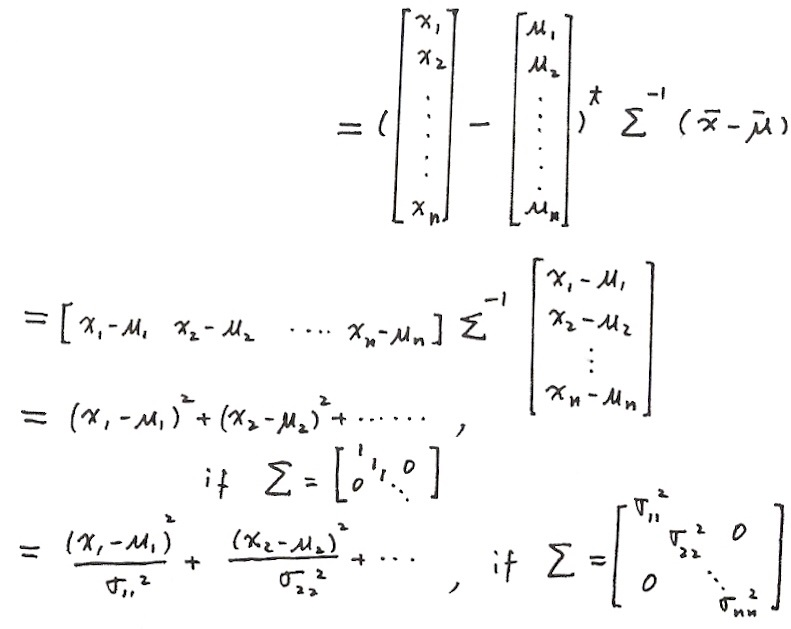 = ( [ x₁ x₂ ⋮ xₙ ] − [ μ₁ μ₂ ⋮ μₙ ] )ᵗ Σ⁻¹ ( x̄ − μ̄ )
= [ x₁−μ₁ x₂−μ₂ ···· xₙ−μₙ ] Σ⁻¹ [ x₁−μ₁ x₂−μ₂ ⋮ xₙ−μₙ ]
= (x₁−μ₁)² + (x₂−μ₂)² + ······ ,
if Σ = [ 1 1 ⋱ 0 0 ]
= (x₁−μ₁)²/σ₁₁² + (x₂−μ₂)²/σ₂₂² + ··· , if Σ = [ σ₁₁² σ₂₂² 0 0 ⋱ σₙₙ² ]